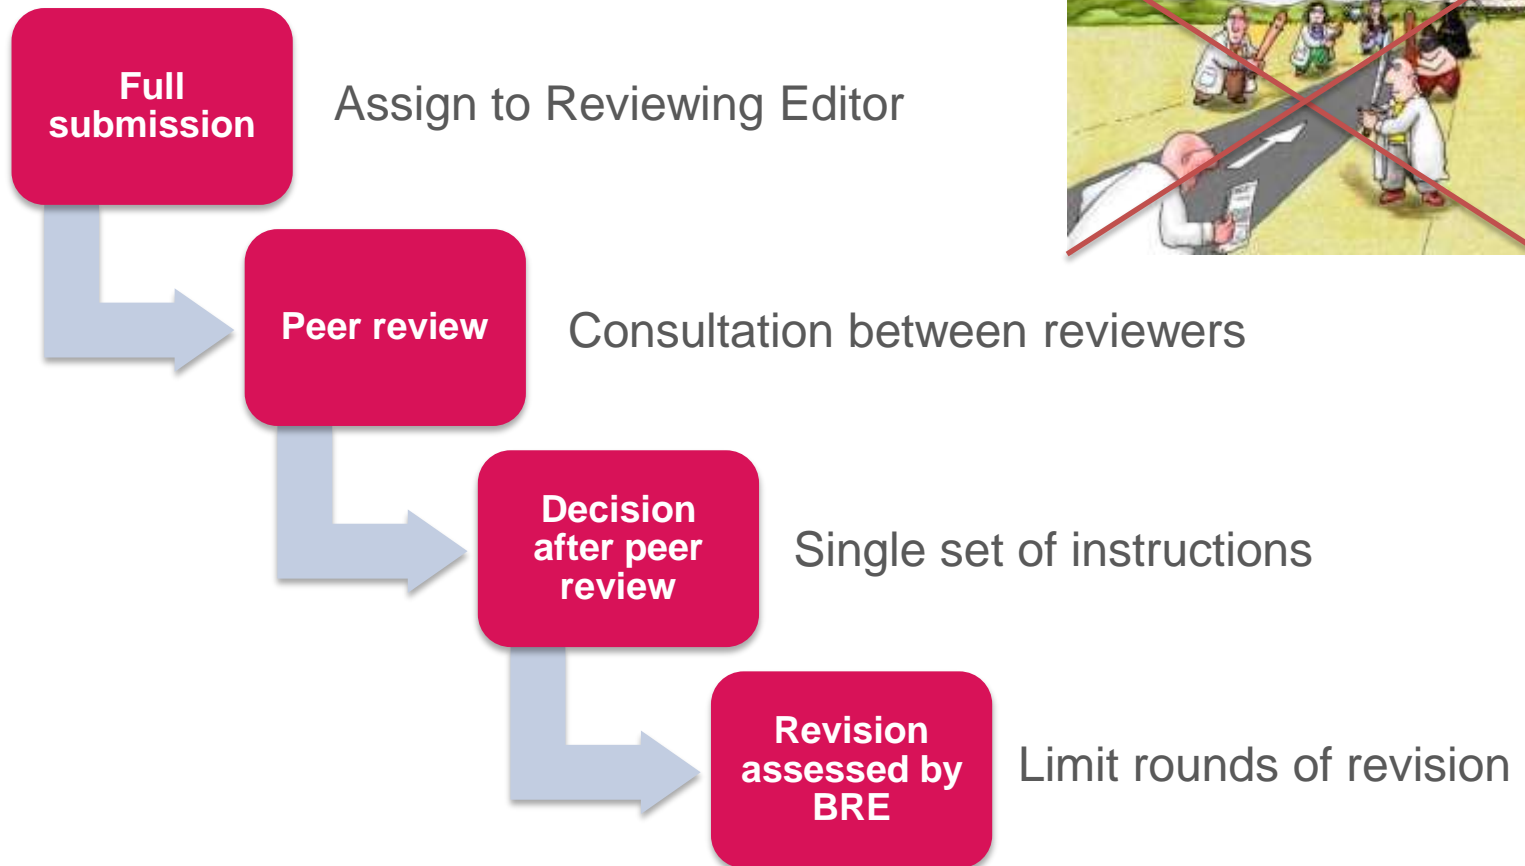 Full
submission
Assign to Reviewing Editor
Peer review
Consultation between reviewers
Decision
after peer
review
Single set of instructions
Revision
assessed by
BRE
Limit rounds of revision